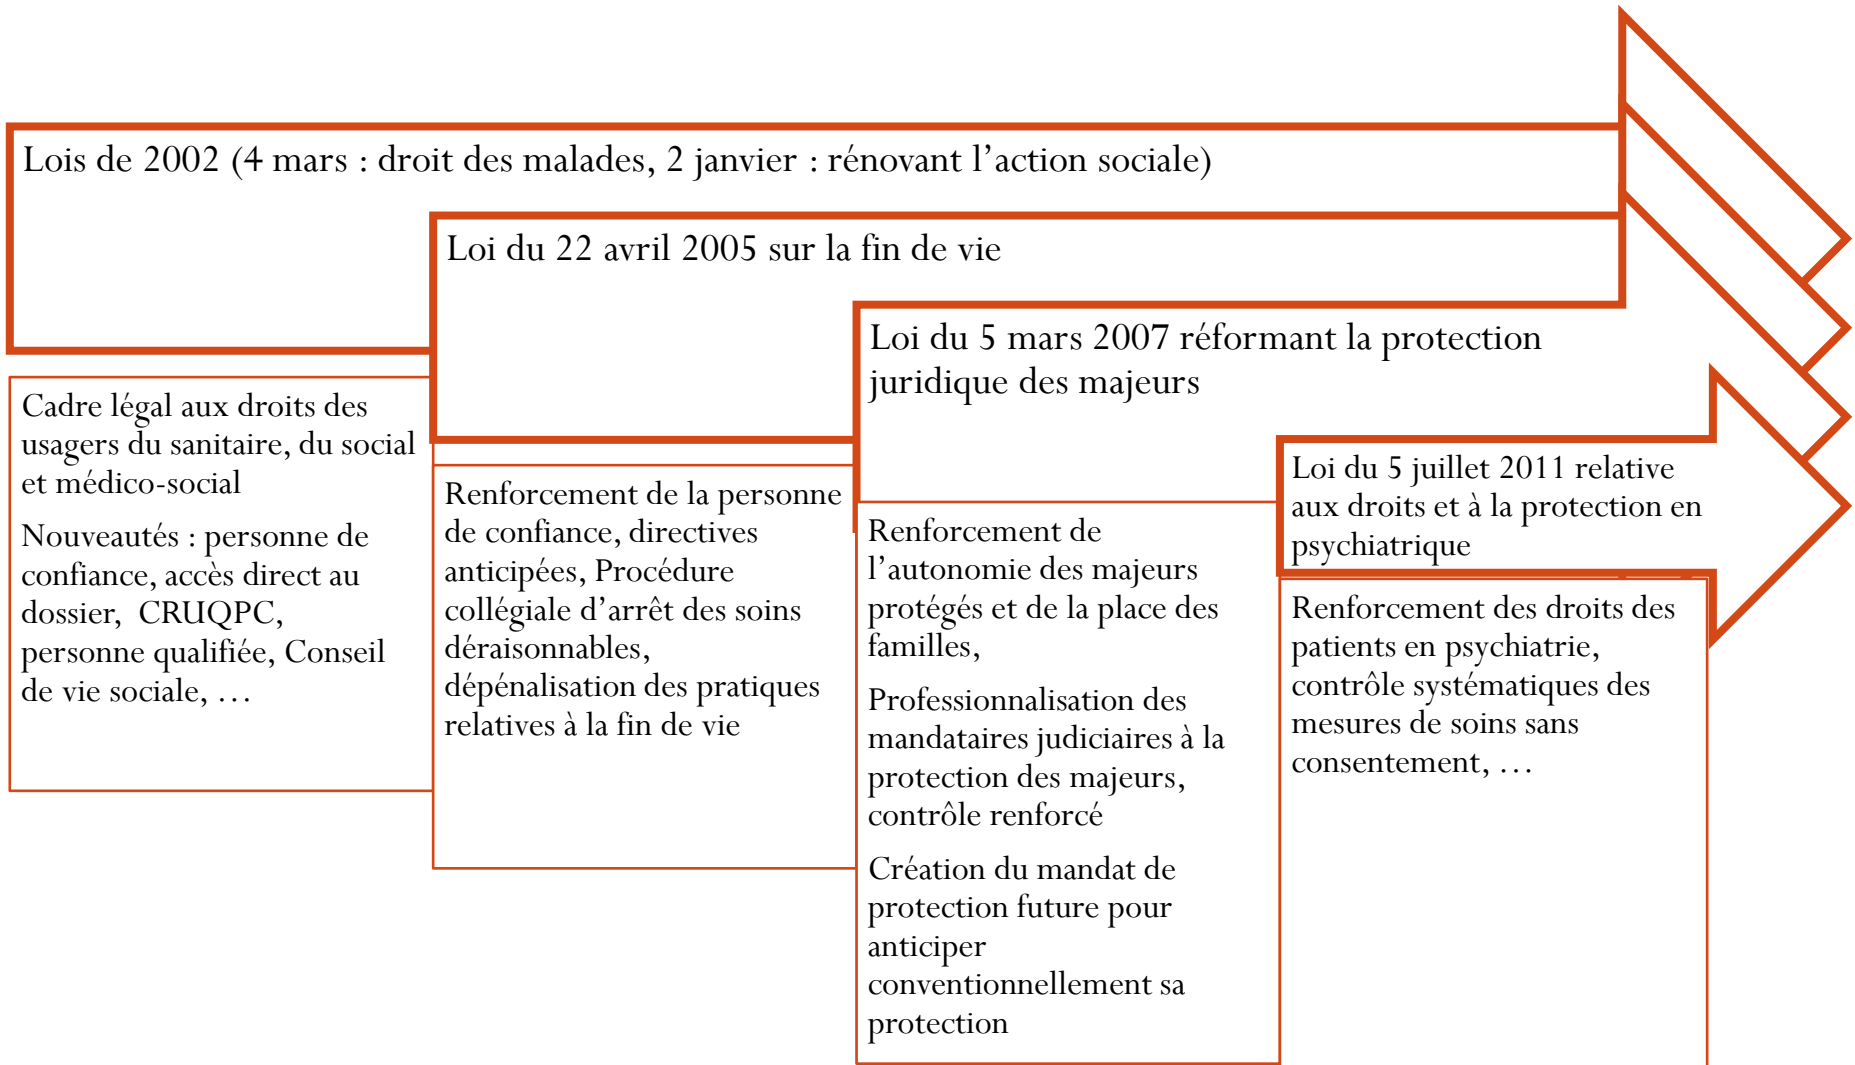 Lois de 2002 (4 mars : droit des malades, 2 janvier : rénovant l’action sociale)
Cadre légal aux droits des
usagers du sanitaire, du social
et médico-social
Nouveautés : personne de
confiance, accès direct au
dossier, CRUQPC,
personne qualifiée, Conseil
de vie sociale, …
Loi du 22 avril 2005 sur la fin de vie
Renforcement de la personne
de confiance, directives
anticipées, Procédure
collégiale d’arrêt des soins
déraisonnables,
dépénalisation des pratiques
relatives à la fin de vie
Loi du 5 mars 2007 réformant la protection
juridique des majeurs
Renforcement de
l’autonomie des majeurs
protégés et de la place des
familles,
Professionnalisation des
mandataires judiciaires à la
protection des majeurs,
contrôle renforcé
Création du mandat de
protection future pour
anticiper
conventionnellement sa
protection
Loi du 5 juillet 2011 relative
aux droits et à la protection en
psychiatrique
Renforcement des droits des
patients en psychiatrie,
contrôle systématiques des
mesures de soins sans
consentement, …